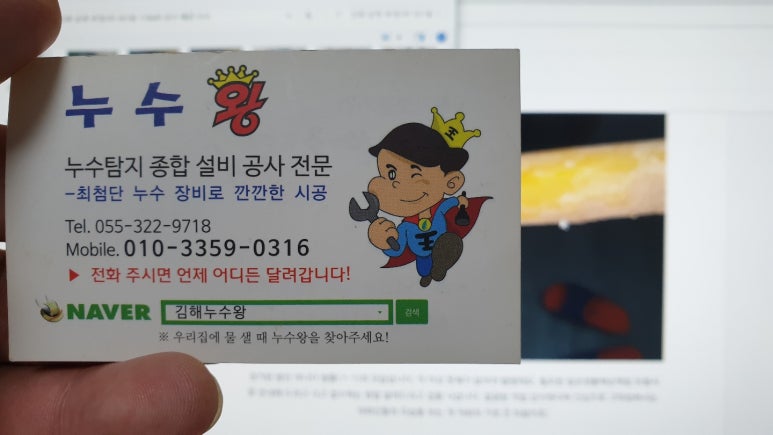 누수왕
누수탐지 종합 설비 공사 전문
-최첨단 누수 장비로 깐깐한 시공
Tel. 055-322-9718
Mobile. 010-3359-0316
▶ 전화 주시면 언제 어디든 달려갑니다!
NAVER 김해누수왕 검색
※ 우리집에 물 샐 때 누수왕을 찾아주세요!
王
王